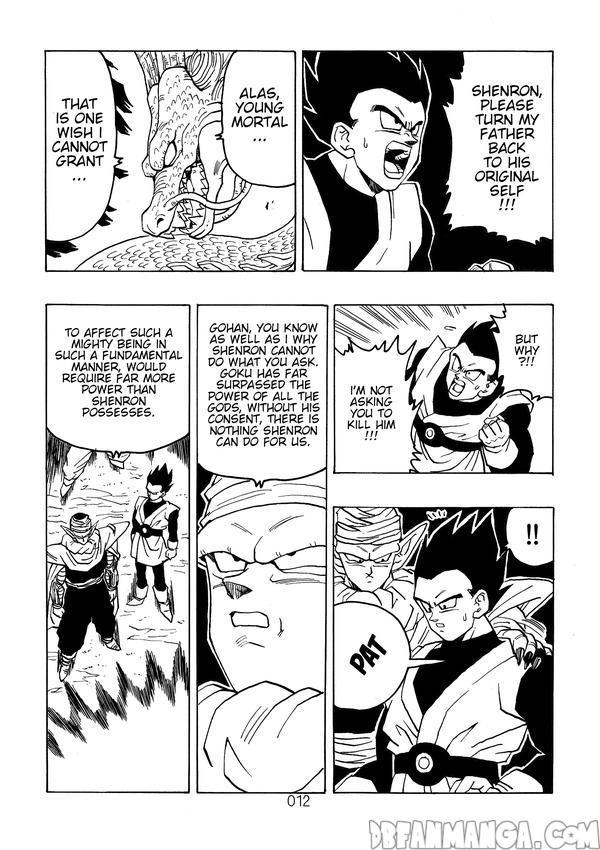 SHENRON,
PLEASE
TURN MY
FATHER
BACK
TO HIS
ORIGINAL
SELF
!!!
ALAS,
YOUNG
MORTAL
...
THAT
IS ONE
WISH I
CANNOT
GRANT
...
BUT
WHY
?!!
I'M NOT
ASKING
YOU TO
KILL HIM
!!!
!!
PAT
GOHAN, YOU KNOW
AS WELL AS I WHY
SHENRON CANNOT
DO WHAT YOU ASK.
GOKU HAS FAR
SURPASSED THE
POWER OF ALL THE
GODS, WITHOUT HIS
CONSENT, THERE IS
NOTHING SHENRON
CAN DO FOR US.
TO AFFECT SUCH A
MIGHTY BEING IN
SUCH A FUNDAMENTAL
MANNER, WOULD
REQUIRE FAR MORE
POWER THAN
SHENRON
POSSESSES.
012
DBFANMANGA.COM